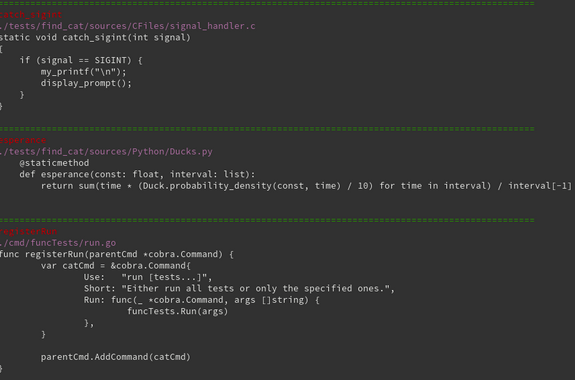 ==========
catch_sigint
./tests/find_cat/sources/CFiles/signal_handler.c
static void catch_sigint(int signal)
{
    if (signal == SIGINT) {
        my_printf("\n");
        display_prompt();
    }
}
==========
esperance
./tests/find_cat/sources/Python/Ducks.py
    @staticmethod
    def esperance(const: float, interval: list):
        return sum(time * (Duck.probability_density(const, time) / 10) for time in interval) / interval[-1]
==========
registerRun
./cmd/funcTests/run.go
func registerRun(parentCmd *cobra.Command) {
        var catCmd = &cobra.Command{
                Use:   "run [tests...]",
                Short: "Either run all tests or only the specified ones.",
                Run: func(_ *cobra.Command, args []string) {
                        funcTests.Run(args)
                },
        }

        parentCmd.AddCommand(catCmd)
}